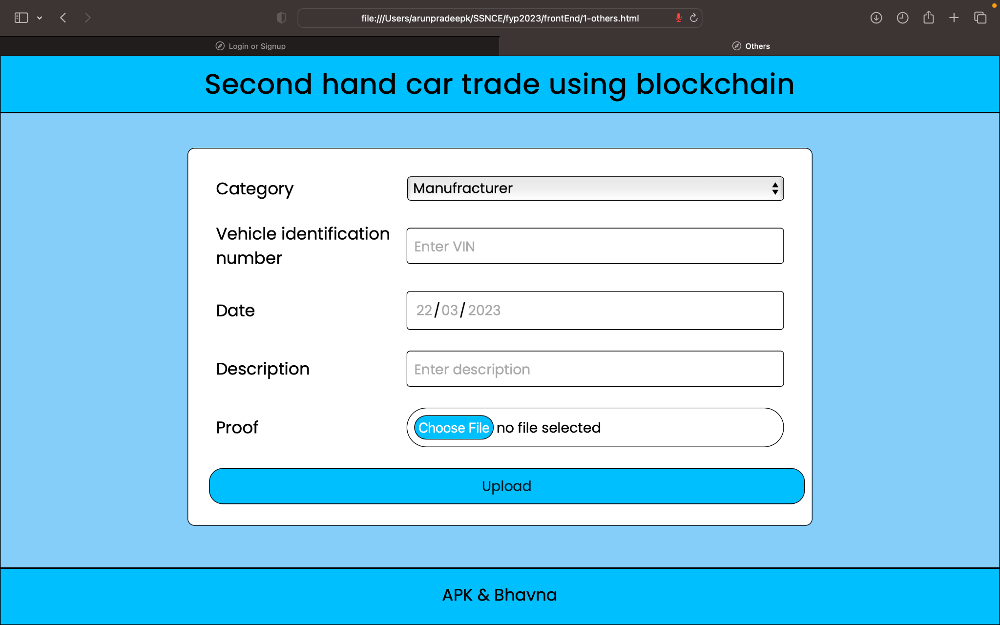 file:///Users/arunpradeepk/SSNCE/fyp2023/frontEnd/1-others.html
Login or Signup
Others
Second hand car trade using blockchain
Category
Manufracturer
Vehicle identification
number
Enter VIN
Date
22/03/2023
Description
Enter description
Proof
Choose File no file selected
Upload
APK & Bhavna